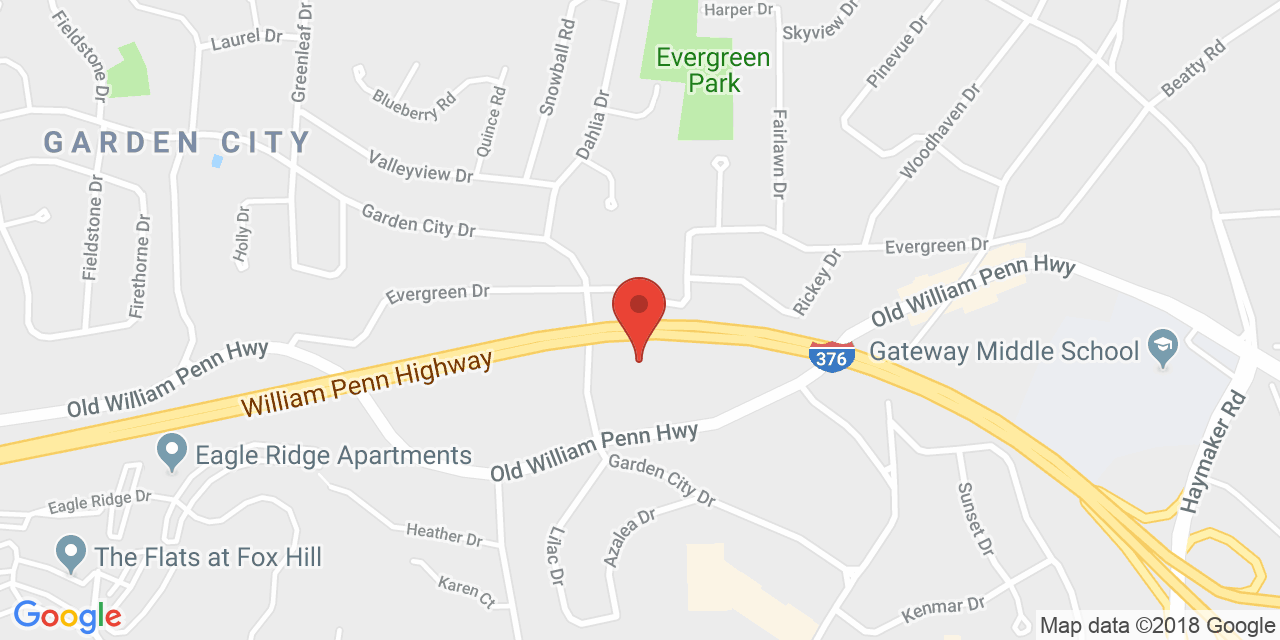 Harper Dr
Skyview Dr
Fieldstone Dr
Laurel Dr
Greenleaf Dr
Snowball Rd
Evergreen
Park
Pinevue Dr
Beatty Rd
Blueberry Rd
Quince Rd
Dahlia Dr
GARDEN CITY
Valleyview Dr
Fairlawn Dr
Woodhaven Dr
Fieldstone Dr
Firethorne Dr
Holly Dr
Garden City Dr
Evergreen Dr
Evergreen Dr
Rickey Dr
Old William Penn Hwy
Old William Penn Hwy
William Penn Highway
376
Gateway Middle School
Haymaker Rd
Eagle Ridge Apartments
Old William Penn Hwy
Garden City Dr
Eagle Ridge Dr
Heather Dr
Lilac Dr
Azalea Dr
Sunset Dr
The Flats at Fox Hill
Karen Ct
Kenmar Dr
Google
Map data ©2018 Google